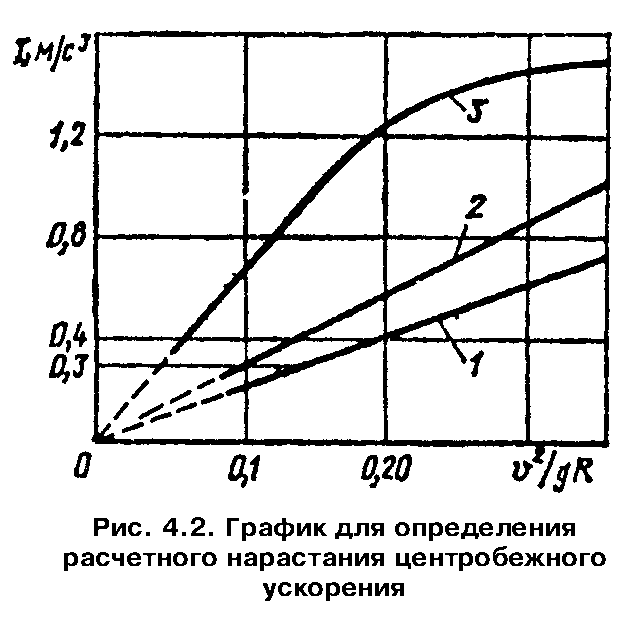 I, м/с³
1,2
0,8
0,4
0,3
0
0,1
0,20
v²/gR
3
2
1
Рис. 4.2. График для определения
расчетного нарастания центробежного
ускорения